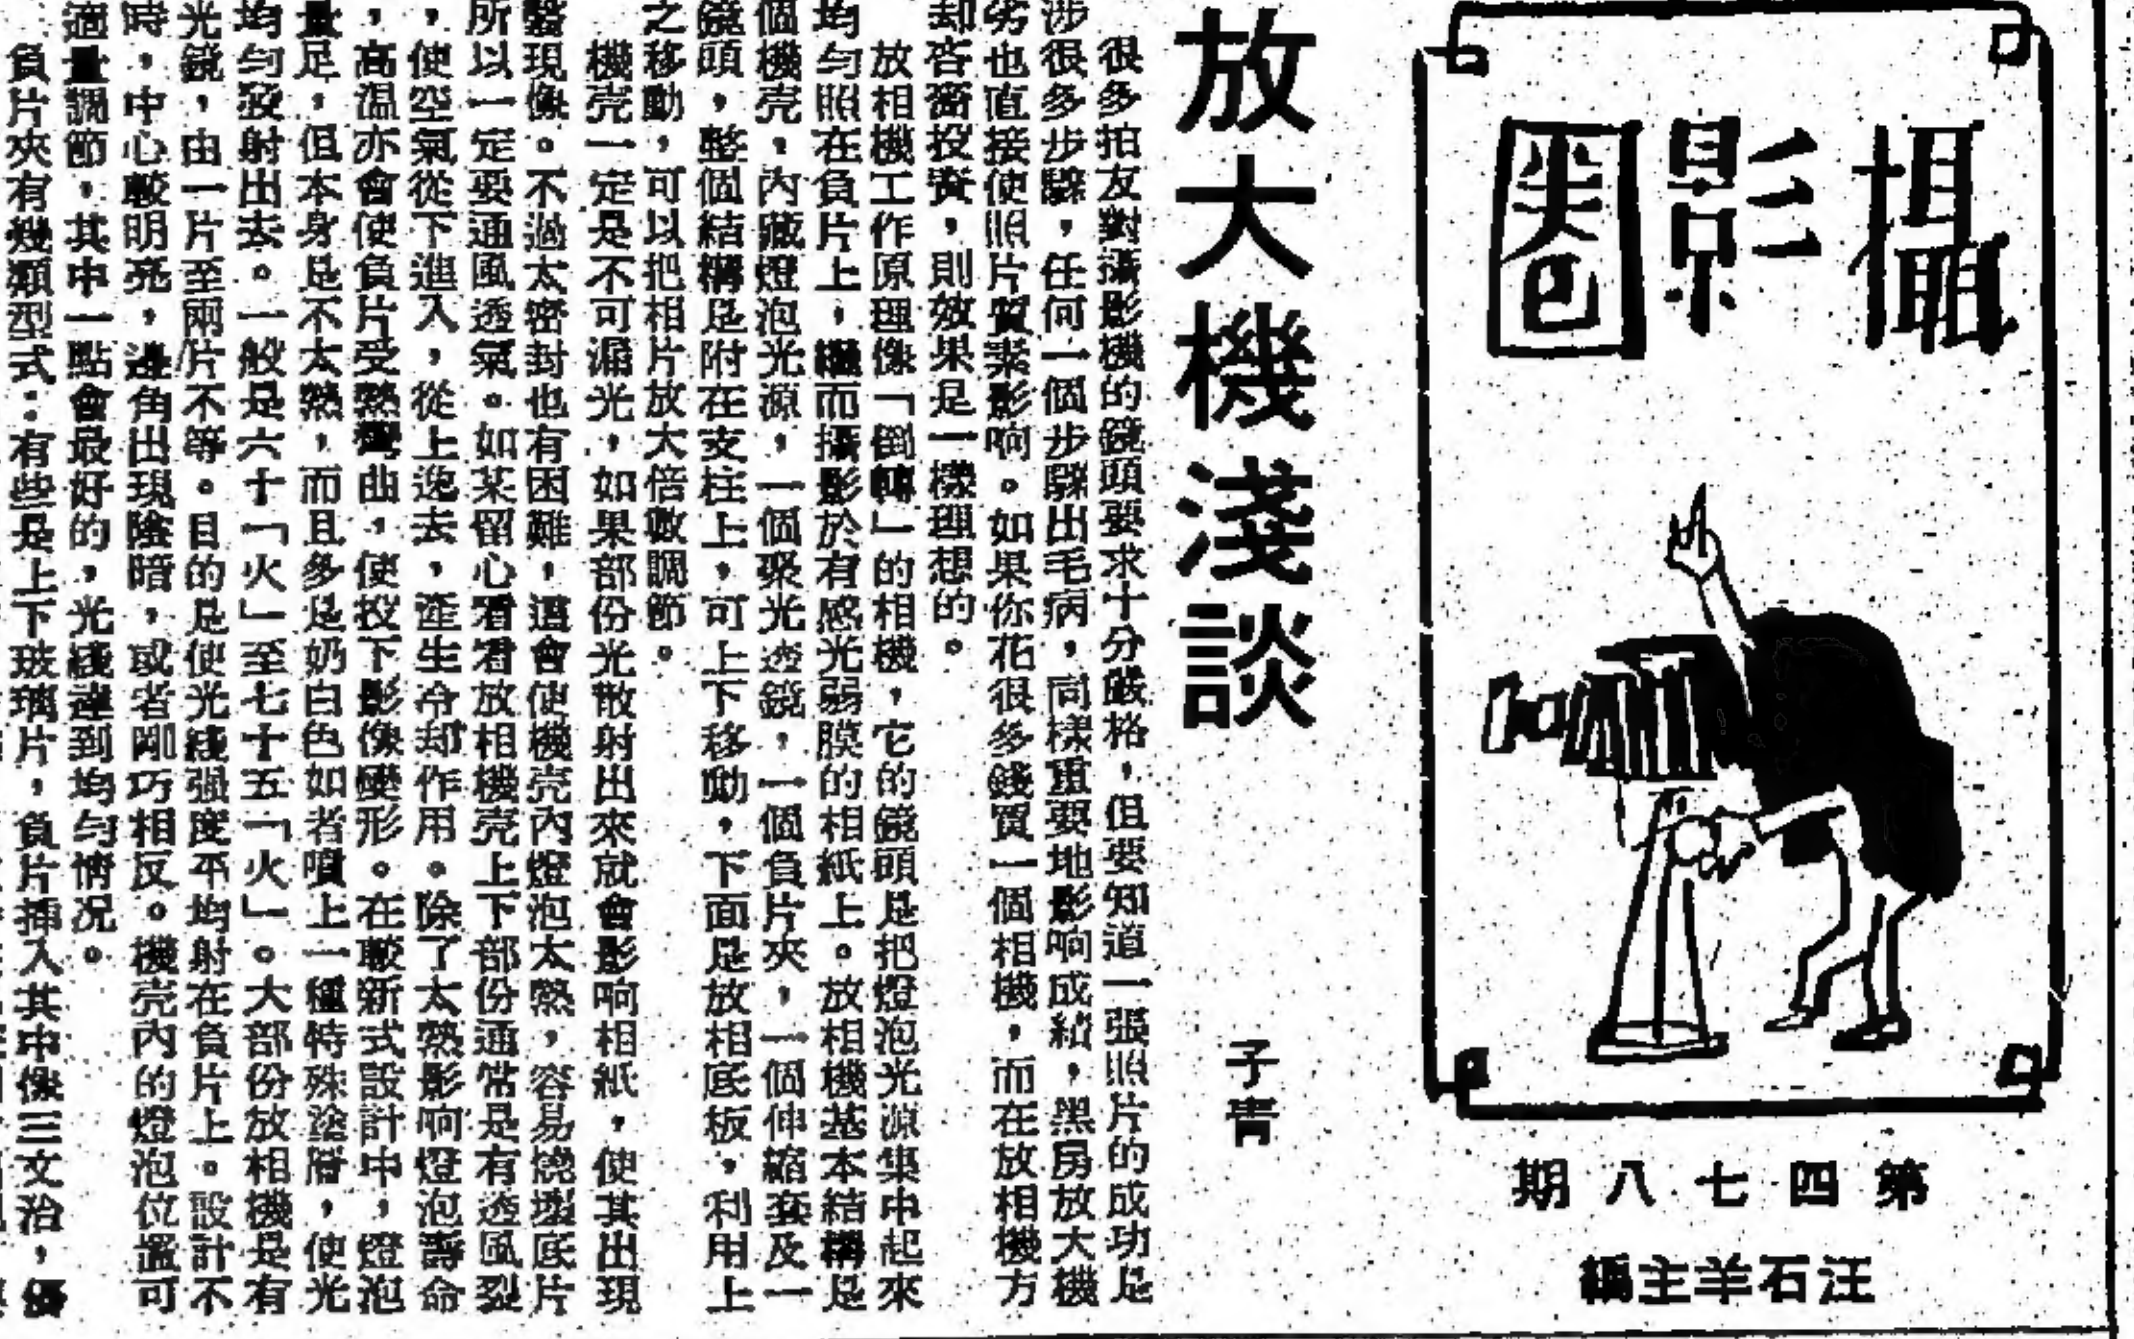 攝影圈
第四七八期
汪石羊主編
放大機淺談
子青
很多拍友對攝影機的鏡頭要求十分嚴格，但要知道一張照片的成功是
涉很多步驟，任何一個步驟出毛病，同樣重要地影响成績，黑房放大機
劣也直接使照片質素影响。如果你花很多錢買一個相機，而在放相機方
却吝嗇投資，則效果是一樣理想的。
放相機工作原理像「倒轉」的相機，它的鏡頭是把燈泡光源集中起來
均勻照在負片上，繼而攝影於有感光弱膜的相紙上。放相機基本結構是
個機壳，內藏燈泡光源，一個聚光透鏡，一個負片夾，一個伸縮套及一
鏡頭，整個結構是附在支柱上，可上下移動，下面是放相底板，利用上
之移動，可以把相片放大倍數調節。
機壳一定是不可漏光，如果部份光散射出來就會影响相紙，使其出現
醫現像。不過太密封也有困難，這會使機壳內燈泡太熱，容易燒壞底片
所以一定要通風透氣。如某留心看看放相機壳上下部份通常是有透風裂
，使空氣從下進入，從上逸去，產生冷却作用。除了太熱影响燈泡壽命
，高溫亦會使負片受熱彎曲，使投下影像變形。在較新式設計中，燈泡
量足，但本身是不太熱，而且多是奶白色如者噴上一種特殊塗層，使光
均勻發射出去。一般是六十「火」至七十五「火」。大部份放相機是有
光鏡，由一片至兩片不等。目的是使光綫强度平均射在負片上。設計不
時，中心較明亮，邊角出現陰暗，或者剛巧相反。機壳內的燈泡位置可
適量調節，其中一點會最好的，光綫達到均勻情况。
負片夾有幾類型式：有些是上下玻璃片，負片插入其中像三文治，優